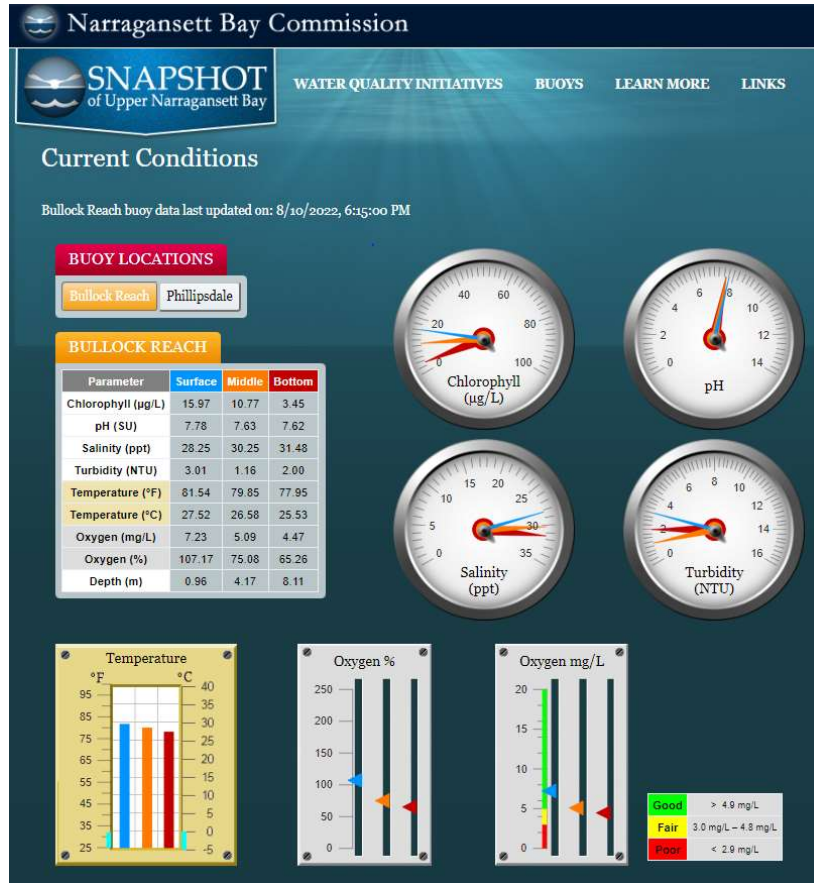 Narragansett Bay Commission
SNAPSHOT
of Upper Narragansett Bay
WATER QUALITY INITIATIVES BUOYS LEARN MORE LINKS
Current Conditions
Bullock Reach buoy data last updated on: 8/10/2022, 6:15:00 PM
BUOY LOCATIONS
Bullock Reach Phillipsdale
BULLOCK REACH
Parameter Surface Middle Bottom
Chlorophyll (µg/L) 15.97 10.77 3.45
pH (SU) 7.78 7.63 7.62
Salinity (ppt) 28.25 30.25 31.48
Turbidity (NTU) 3.01 1.16 2.00
Temperature (°F) 81.54 79.85 77.95
Temperature (°C) 27.52 26.58 25.53
Oxygen (mg/L) 7.23 5.09 4.47
Oxygen (%) 107.17 75.08 65.26
Depth (m) 0.96 4.17 8.11
0 20 40 60 80 100
Chlorophyll
(µg/L)
0 2 4 6 8 10 12 14
pH
0 5 10 15 20 25 30 35
Salinity
(ppt)
0 2 4 6 8 10 12 14 16
Turbidity
(NTU)
Temperature
°F °C
95
85
75
65
55
45
35
25
40
35
30
25
20
15
10
5
0
-5
Oxygen %
250
200
150
100
50
0
Oxygen mg/L
20
15
10
5
0
Good > 4.9 mg/L
Fair 3.0 mg/L – 4.8 mg/L
Poor < 2.9 mg/L